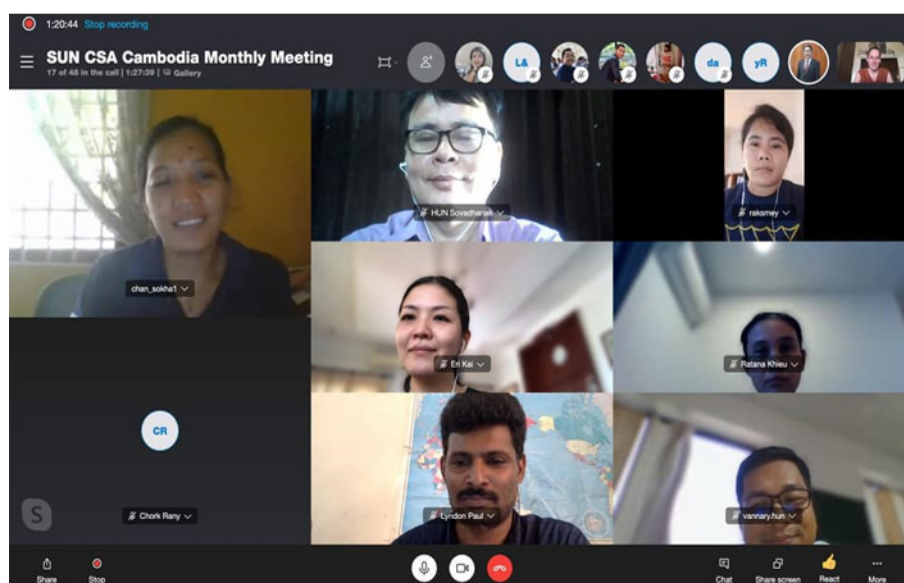 1:20:44 Stop recording
SUN CSA Cambodia Monthly Meeting
17 of 48 in the call | 1:27:39 | Gallery
L&
da
yR
chan_sokha1
HUN Sovadhanak
raksmey
Eri Kai
Ratana Khieu
CR
Chork Rany
Lyndon Paul
vannary.hun
S
Share
Stop
Chat
Share screen
React
More